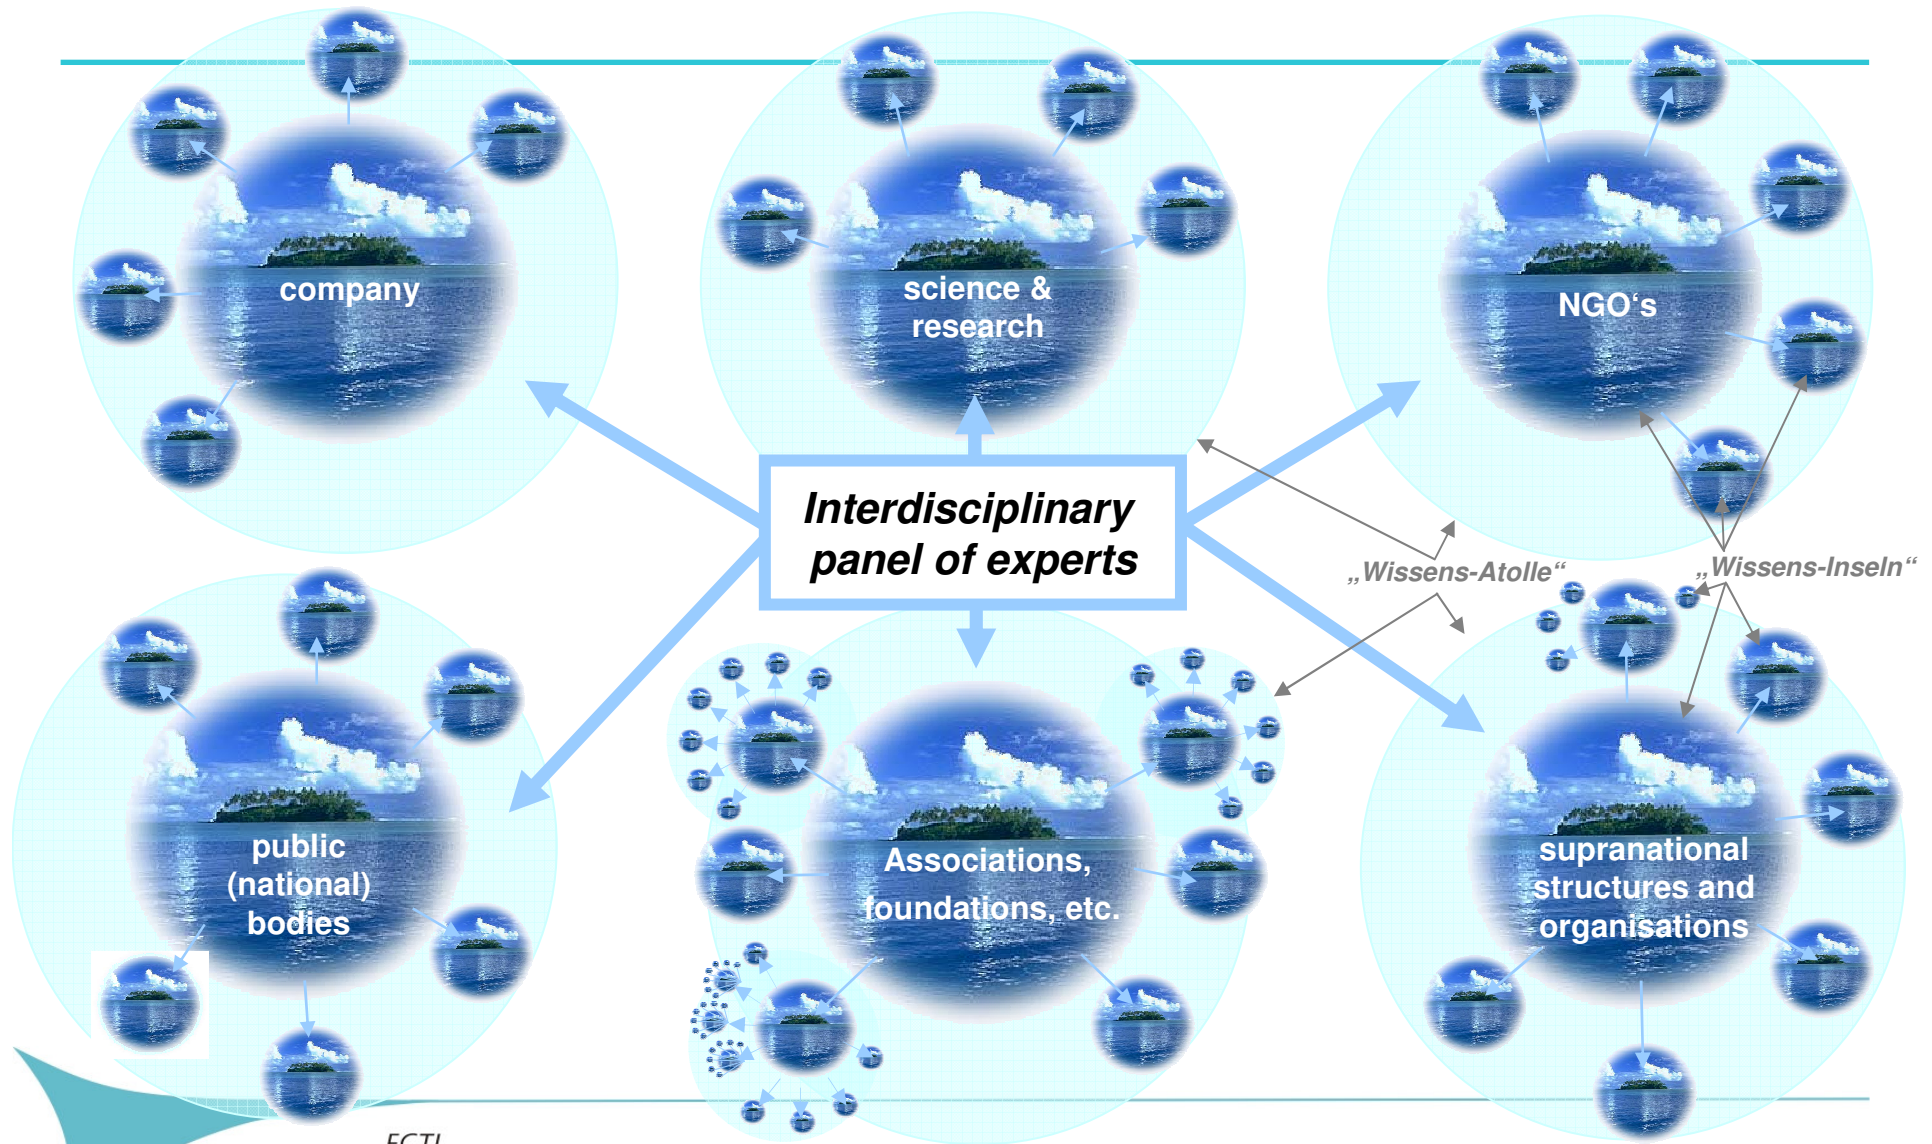 company
science &
research
NGO‘s
Interdisciplinary
panel of experts
„Wissens-Atolle“
„Wissens-Inseln“
public
(national)
bodies
Associations,
foundations, etc.
supranational
structures and
organisations